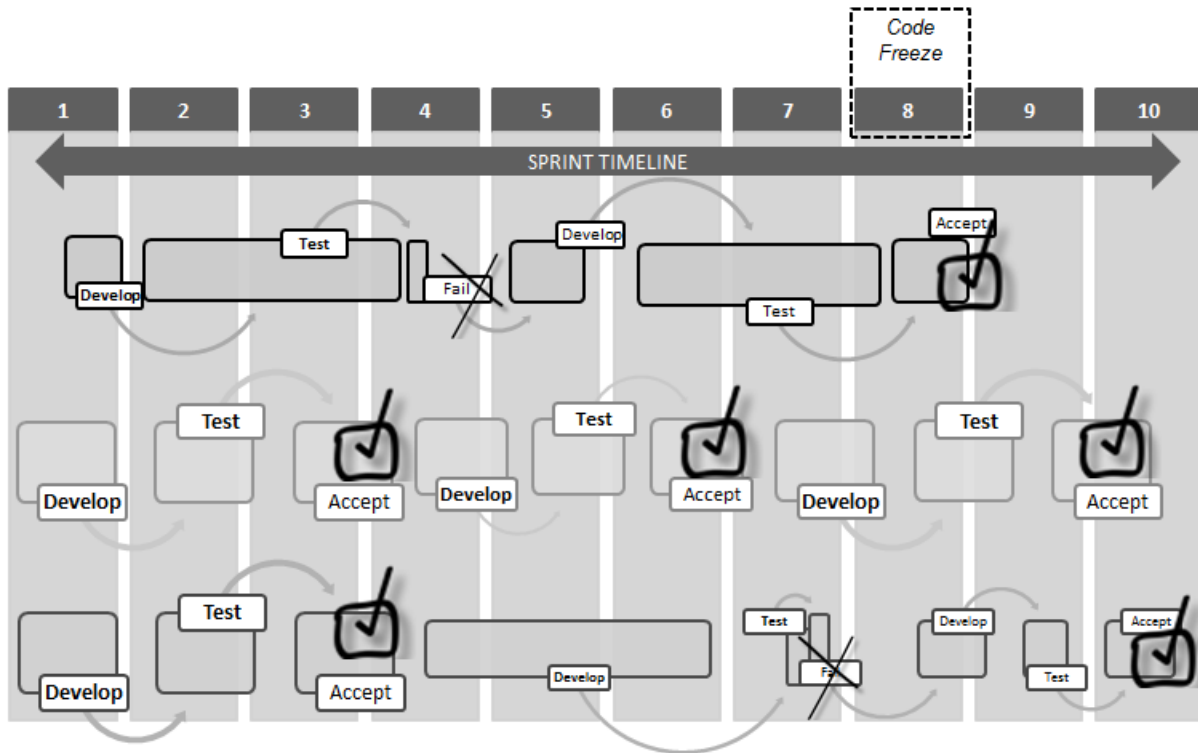 Code
Freeze
1 2 3 4 5 6 7 8 9 10
SPRINT TIMELINE
Develop
Test
Fail
Develop
Test
Accept
Develop
Test
Accept
Develop
Test
Accept
Develop
Test
Accept
Develop
Test
Accept
Develop
Test
Fail
Develop
Test
Accept